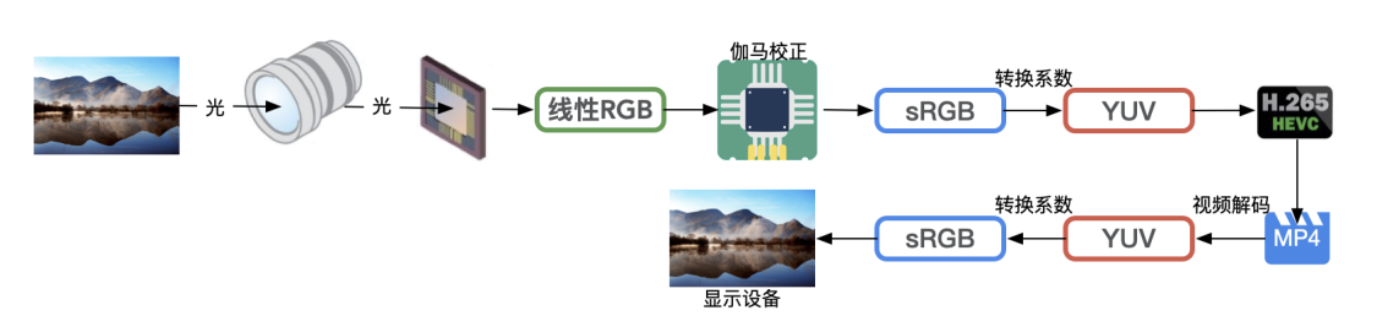 光
光
线性RGB
伽马校正
sRGB
转换系数
YUV
H.265
HEVC
MP4
视频解码
YUV
转换系数
sRGB
显示设备